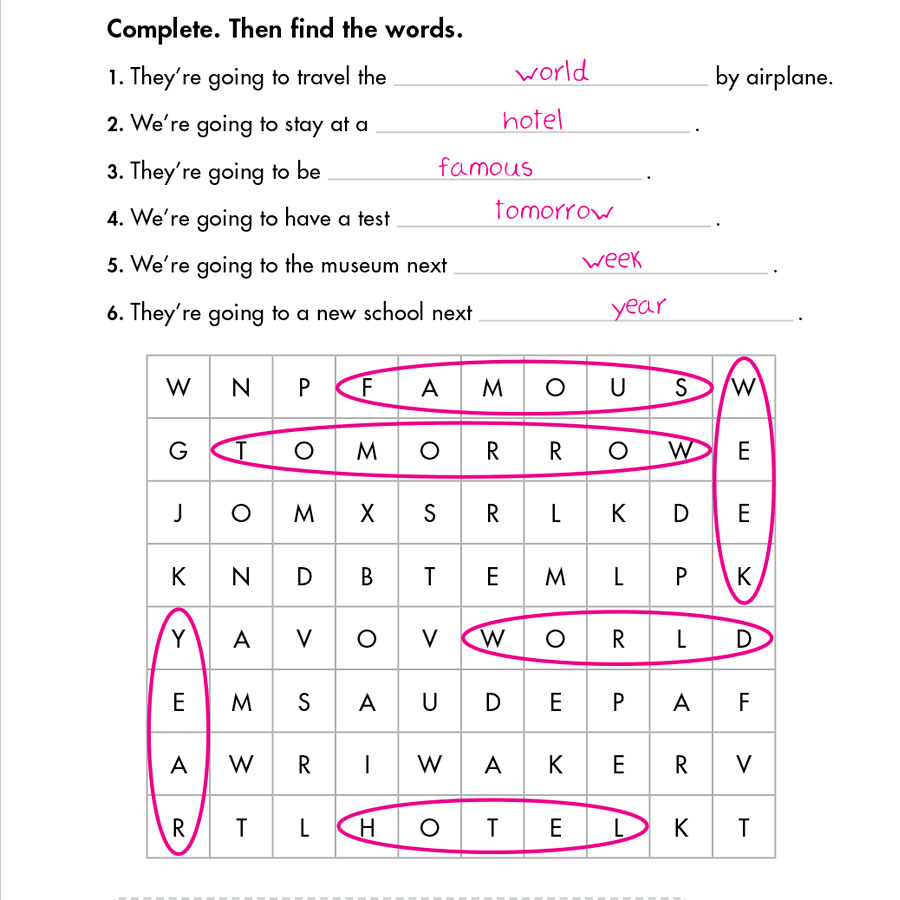 Complete. Then find the words.
1. They're going to travel the world by airplane.
2. We're going to stay at a hotel .
3. They're going to be famous .
4. We're going to have a test tomorrow .
5. We're going to the museum next week .
6. They're going to a new school next year .
W N P F A M O U S W
G T O M O R R O W E
J O M X S R L K D E
K N D B T E M L P K
Y A V O V W O R L D
E M S A U D E P A F
A W R I W A K E R V
R T L H O T E L K T